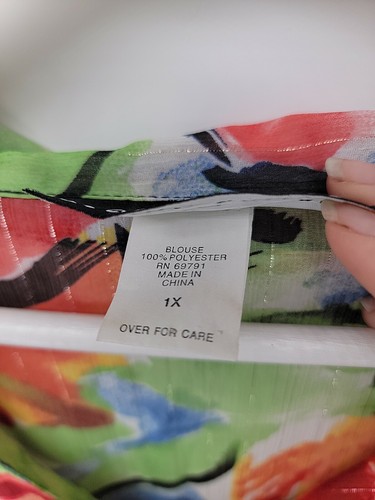 BLOUSE
100% POLYESTER
RN 69791
MADE IN
CHINA
1X
OVER FOR CARE